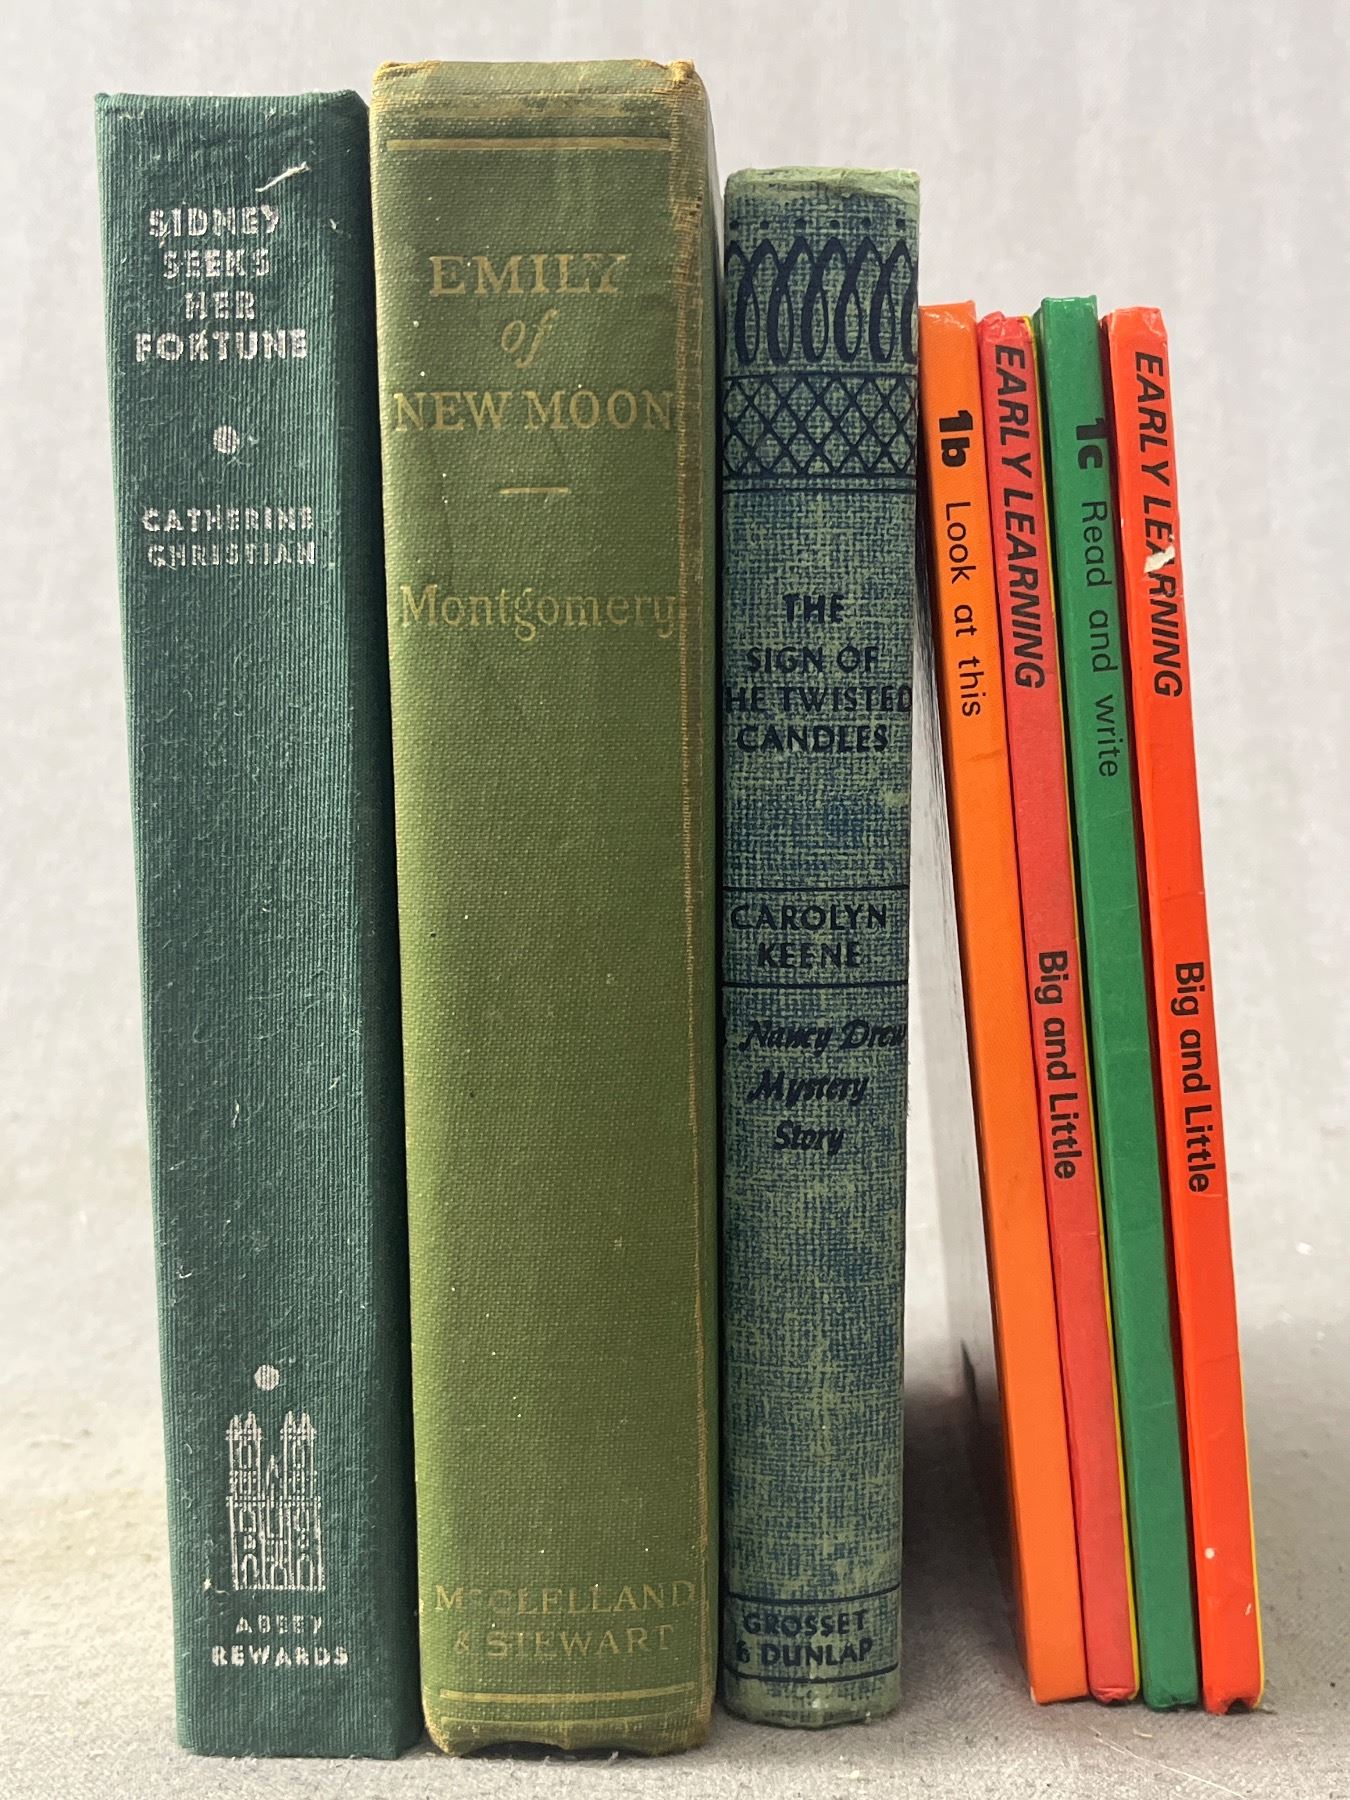 SIDNEY
SEEKS
HER
FORTUNE
CATHERINE
CHRISTIAN
ABBEY
REWARDS
EMILY
of
NEW MOON
Montgomery
McCLELLAND
& STEWART
THE
SIGN OF
THE TWISTED
CANDLES
CAROLYN
KEENE
A Nancy Drew
Mystery
Story
GROSSET
& DUNLAP
1b Look at this
EARLY LEARNING Big and Little
1c Read and write
EARLY LEARNING Big and Little